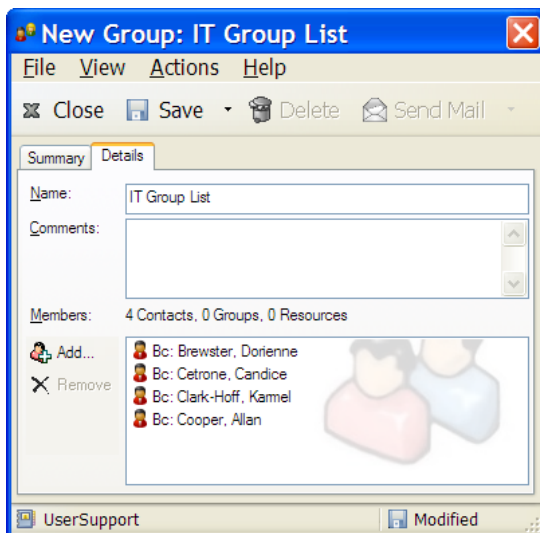 New Group: IT Group List
File View Actions Help
Close Save Delete Send Mail
Summary Details
Name: IT Group List
Comments:
Members: 4 Contacts, 0 Groups, 0 Resources
Add...
Remove
Bc: Brewster, Dorienne
Bc: Cetrone, Candice
Bc: Clark-Hoff, Karmel
Bc: Cooper, Allan
UserSupport Modified